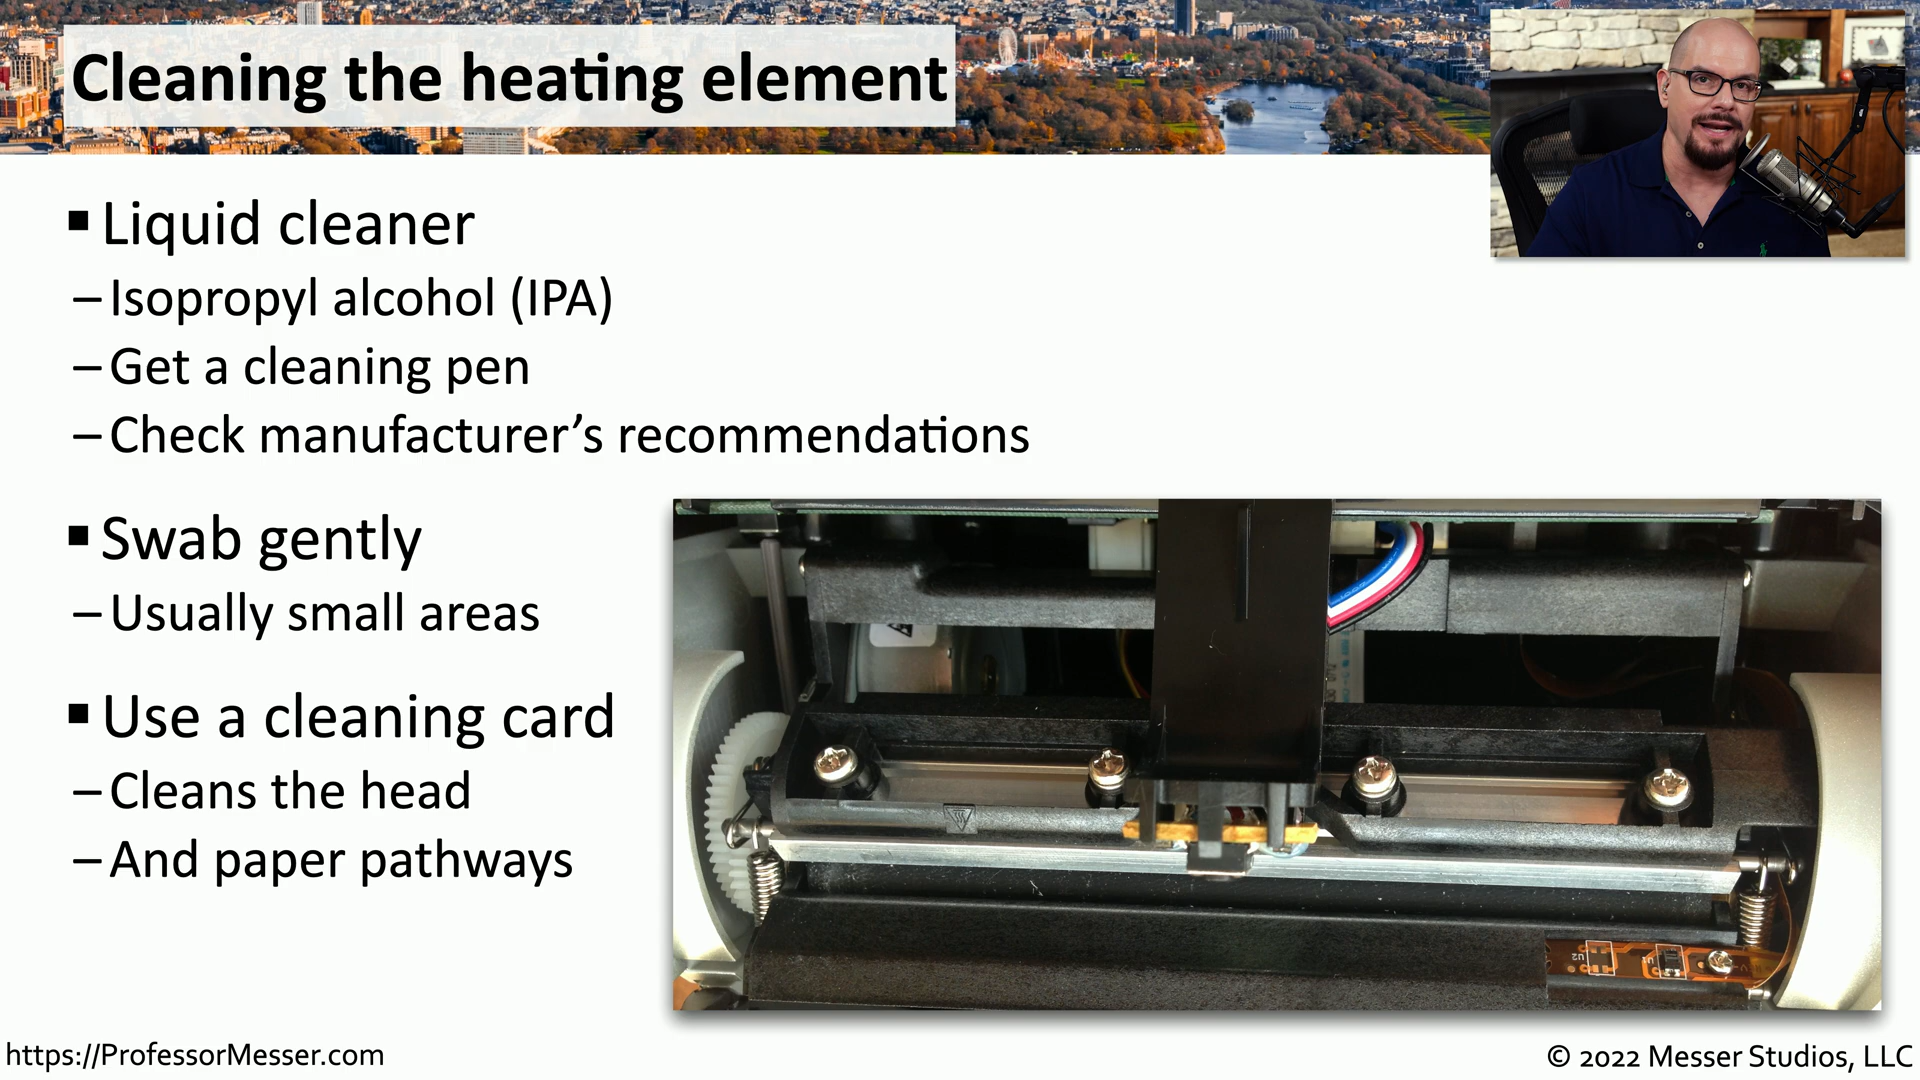 Cleaning the heating element
▪ Liquid cleaner
– Isopropyl alcohol (IPA)
– Get a cleaning pen
– Check manufacturer’s recommendations
▪ Swab gently
– Usually small areas
▪ Use a cleaning card
– Cleans the head
– And paper pathways
https://ProfessorMesser.com
© 2022 Messer Studios, LLC